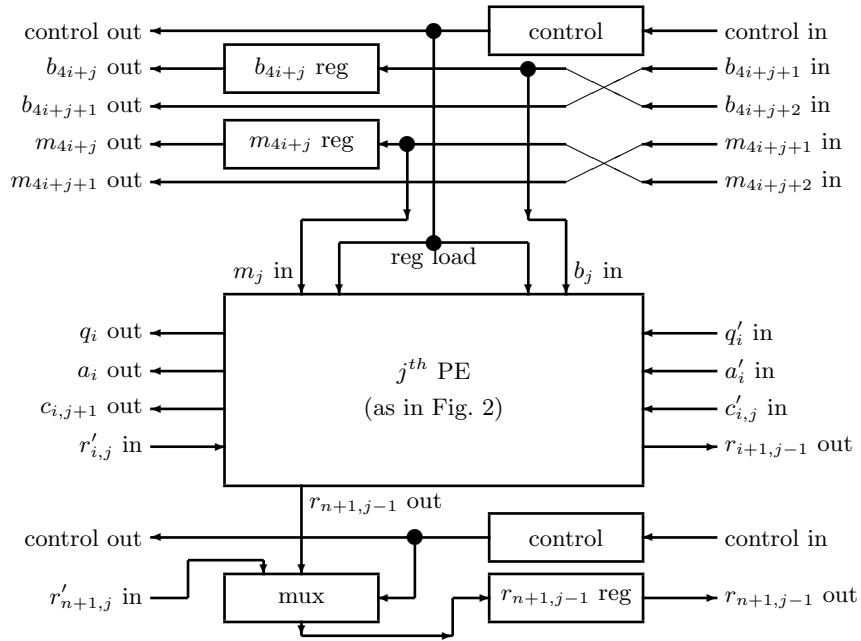 control out control control in
b_{4i+j} out b_{4i+j} reg b_{4i+j+1} in
b_{4i+j+1} out b_{4i+j+2} in
m_{4i+j} out m_{4i+j} reg m_{4i+j+1} in
m_{4i+j+1} out m_{4i+j+2} in
reg load
m_j in b_j in
q_i out q'_i in
a_i out j^{th} PE a'_i in
c_{i,j+1} out (as in Fig. 2) c'_{i,j} in
r'_{i,j} in r_{i+1,j−1} out
r_{n+1,j−1} out
control out control control in
r'_{n+1,j} in mux r_{n+1,j−1} reg r_{n+1,j−1} out